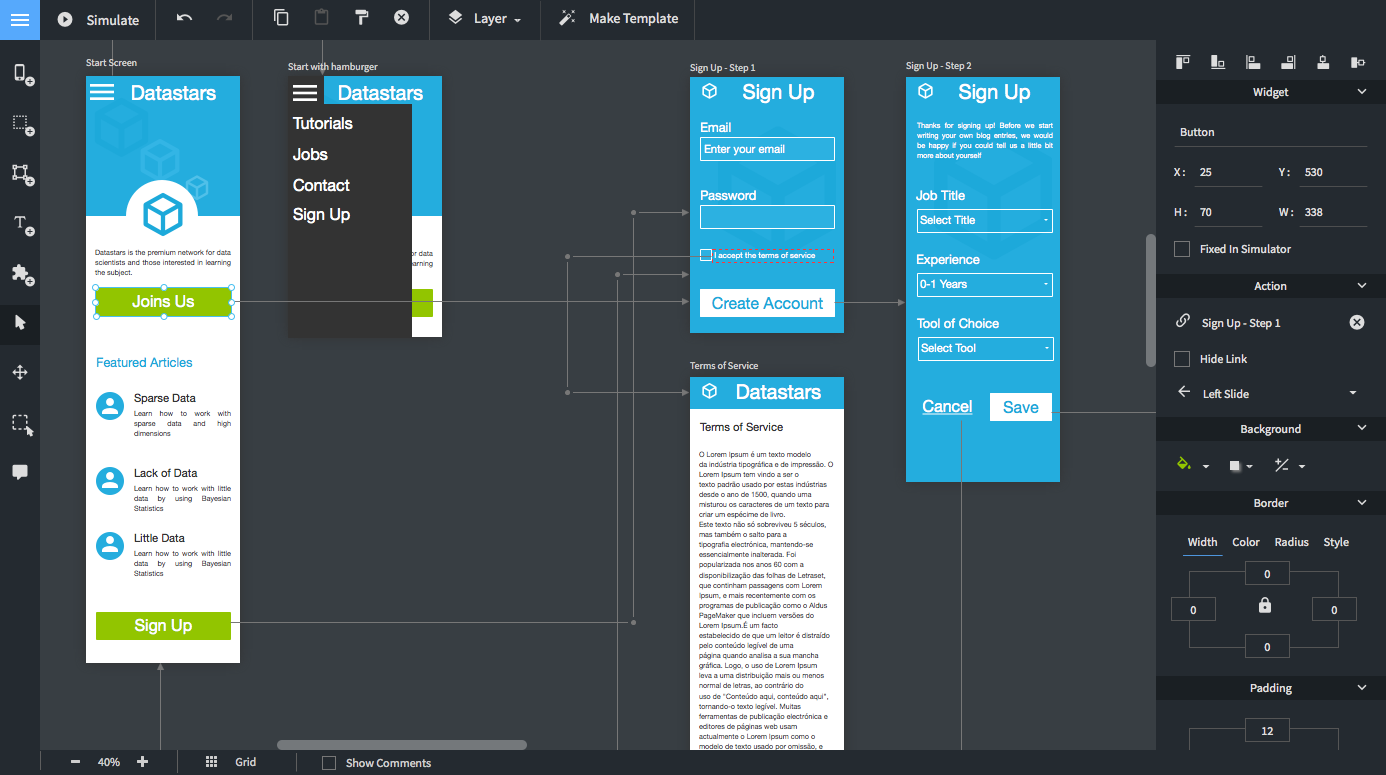 Simulate
Layer
Make Template
Start Screen
Datastars
Datastars is the premium network for data
scientists and those interested in learning
the subject.
Joins Us
Featured Articles
Sparse Data
Learn how to work with
sparse data and high
dimensions
Lack of Data
Learn how to work with little
data by using Bayesian
Statistics
Little Data
Learn how to work with little
data by using Bayesian
Statistics
Sign Up
Start with hamburger
Datastars
Tutorials
Jobs
Contact
Sign Up
or data
arning
Sign Up - Step 1
Sign Up
Email
Enter your email
Password
I accept the terms of service
Create Account
Terms of Service
Datastars
Terms of Service
O Lorem Ipsum é um texto modelo
da indústria tipográfica e de impressão. O
Lorem Ipsum tem vindo a ser o
texto padrão usado por estas indústrias
desde o ano de 1500, quando uma
misturou os caracteres de um texto para
criar um espécime de livro.
Este texto não só sobreviveu 5 séculos,
mas também o salto para a
tipografia electrónica, mantendo-se
essencialmente inalterada. Foi
popularizada nos anos 60 com a
disponibilização das folhas de Letraset,
que continham passagens com Lorem
Ipsum, e mais recentemente com os
programas de publicação como o Aldus
PageMaker que incluem versões do
Lorem Ipsum.É um facto
estabelecido de que um leitor é distraído
pelo conteúdo legível de uma
página quando analisa a sua mancha
gráfica. Logo, o uso de Lorem Ipsum
leva a uma distribuição mais ou menos
normal de letras, ao contrário do
uso de "Conteúdo aqui, conteúdo aqui",
tornando-o texto legível. Muitas
ferramentas de publicação electrónica e
editores de páginas web usam
actualmente o Lorem Ipsum como o
modelo de texto usado por omissão, e
Sign Up - Step 2
Sign Up
Thanks for signing up! Before we start
writing your own blog entries, we would
be happy if you could tell us a little bit
more about yourself
Job Title
Select Title
Experience
0-1 Years
Tool of Choice
Select Tool
Cancel
Save
Widget
Button
X: 25 Y: 530
H: 70 W: 338
Fixed In Simulator
Action
Sign Up - Step 1
Hide Link
Left Slide
Background
Border
Width Color Radius Style
0
0 0
0
Padding
12
40%
Grid
Show Comments